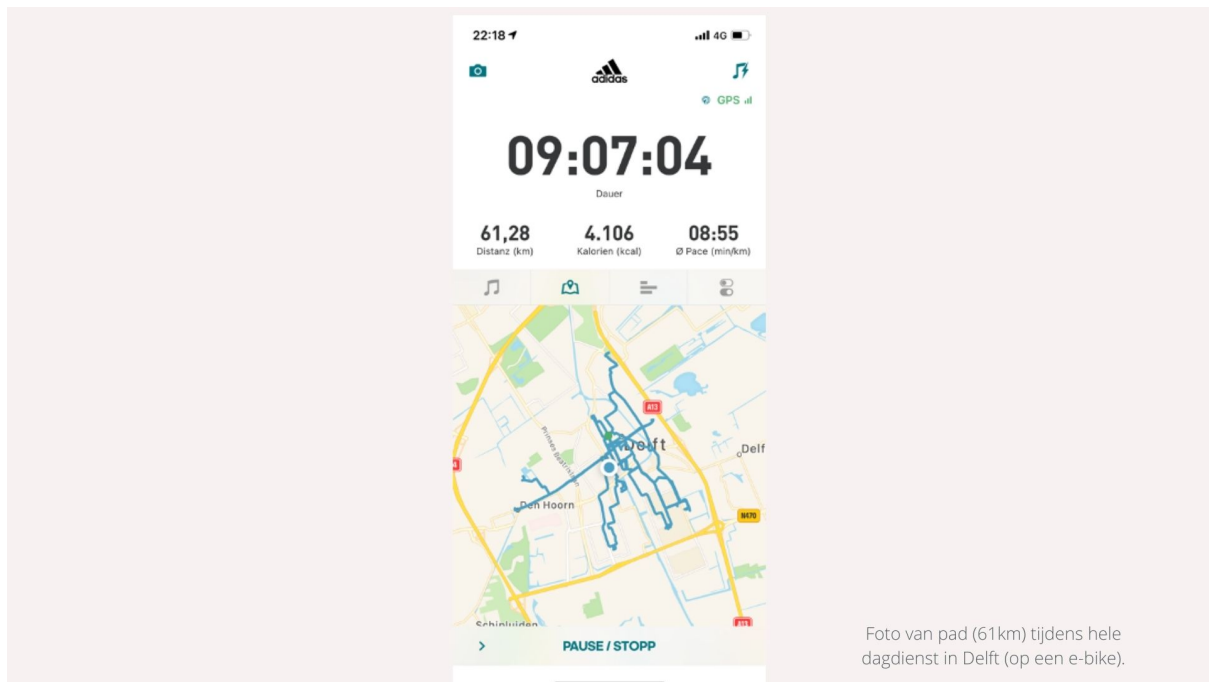 22:18
4G
adidas
GPS
09:07:04
Dauer
61,28 4.106 08:55
Distanz (km) Kalorien (kcal) Ø Pace (min/km)
A13
Delft
Delf
Prinses Beatrixlaan
4
Den Hoorn
N470
Schipluiden
A13
PAUSE / STOPP
Foto van pad (61km) tijdens hele
dagdienst in Delft (op een e-bike).